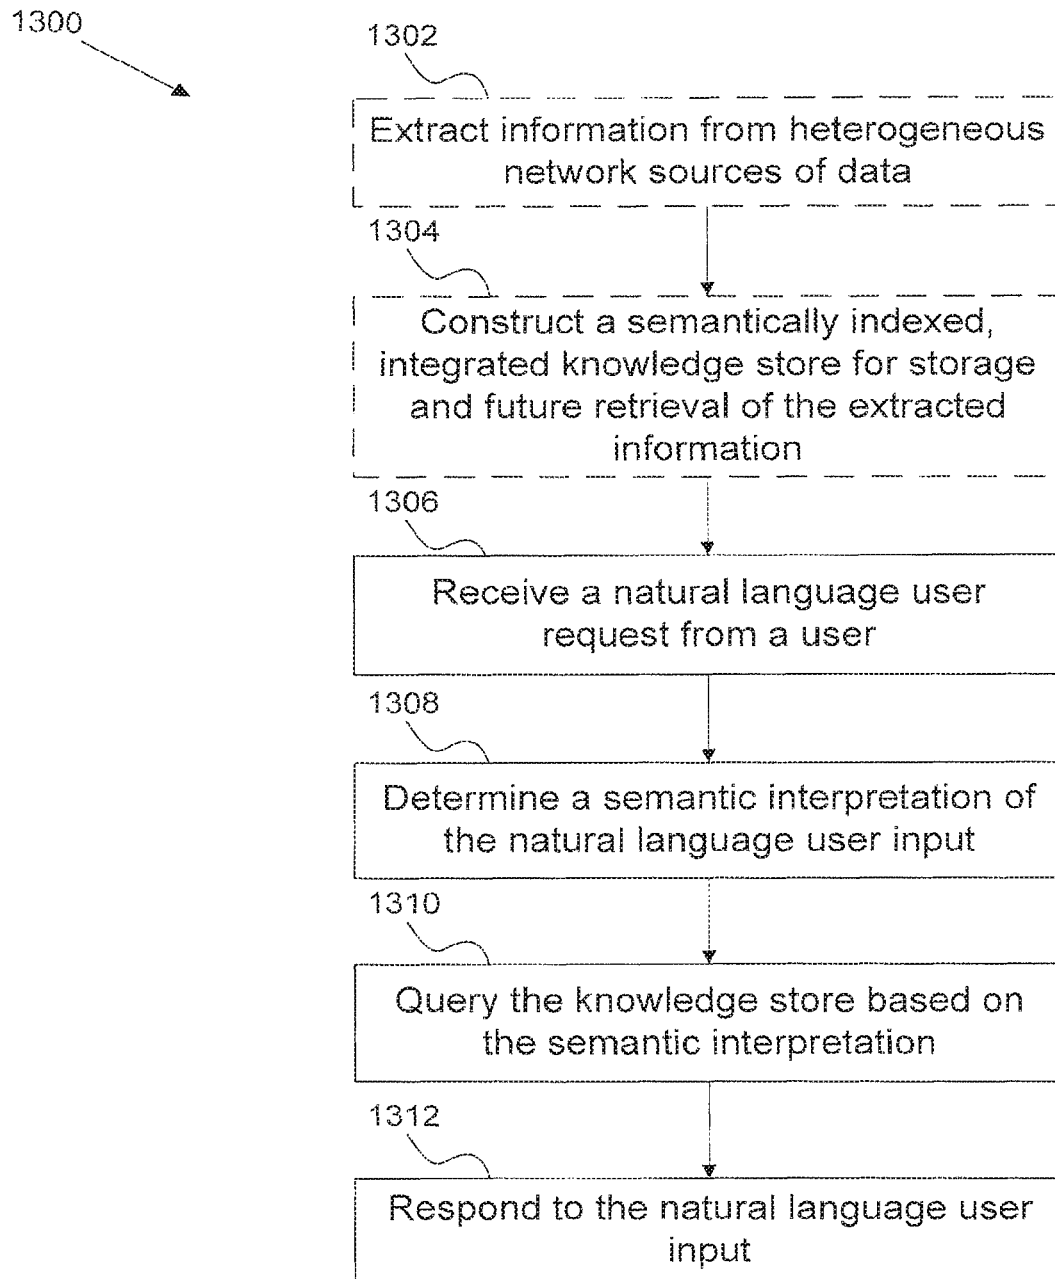 1300
1302
Extract information from heterogeneous
network sources of data
1304
Construct a semantically indexed,
integrated knowledge store for storage
and future retrieval of the extracted
information
1306
Receive a natural language user
request from a user
1308
Determine a semantic interpretation of
the natural language user input
1310
Query the knowledge store based on
the semantic interpretation
1312
Respond to the natural language user
input